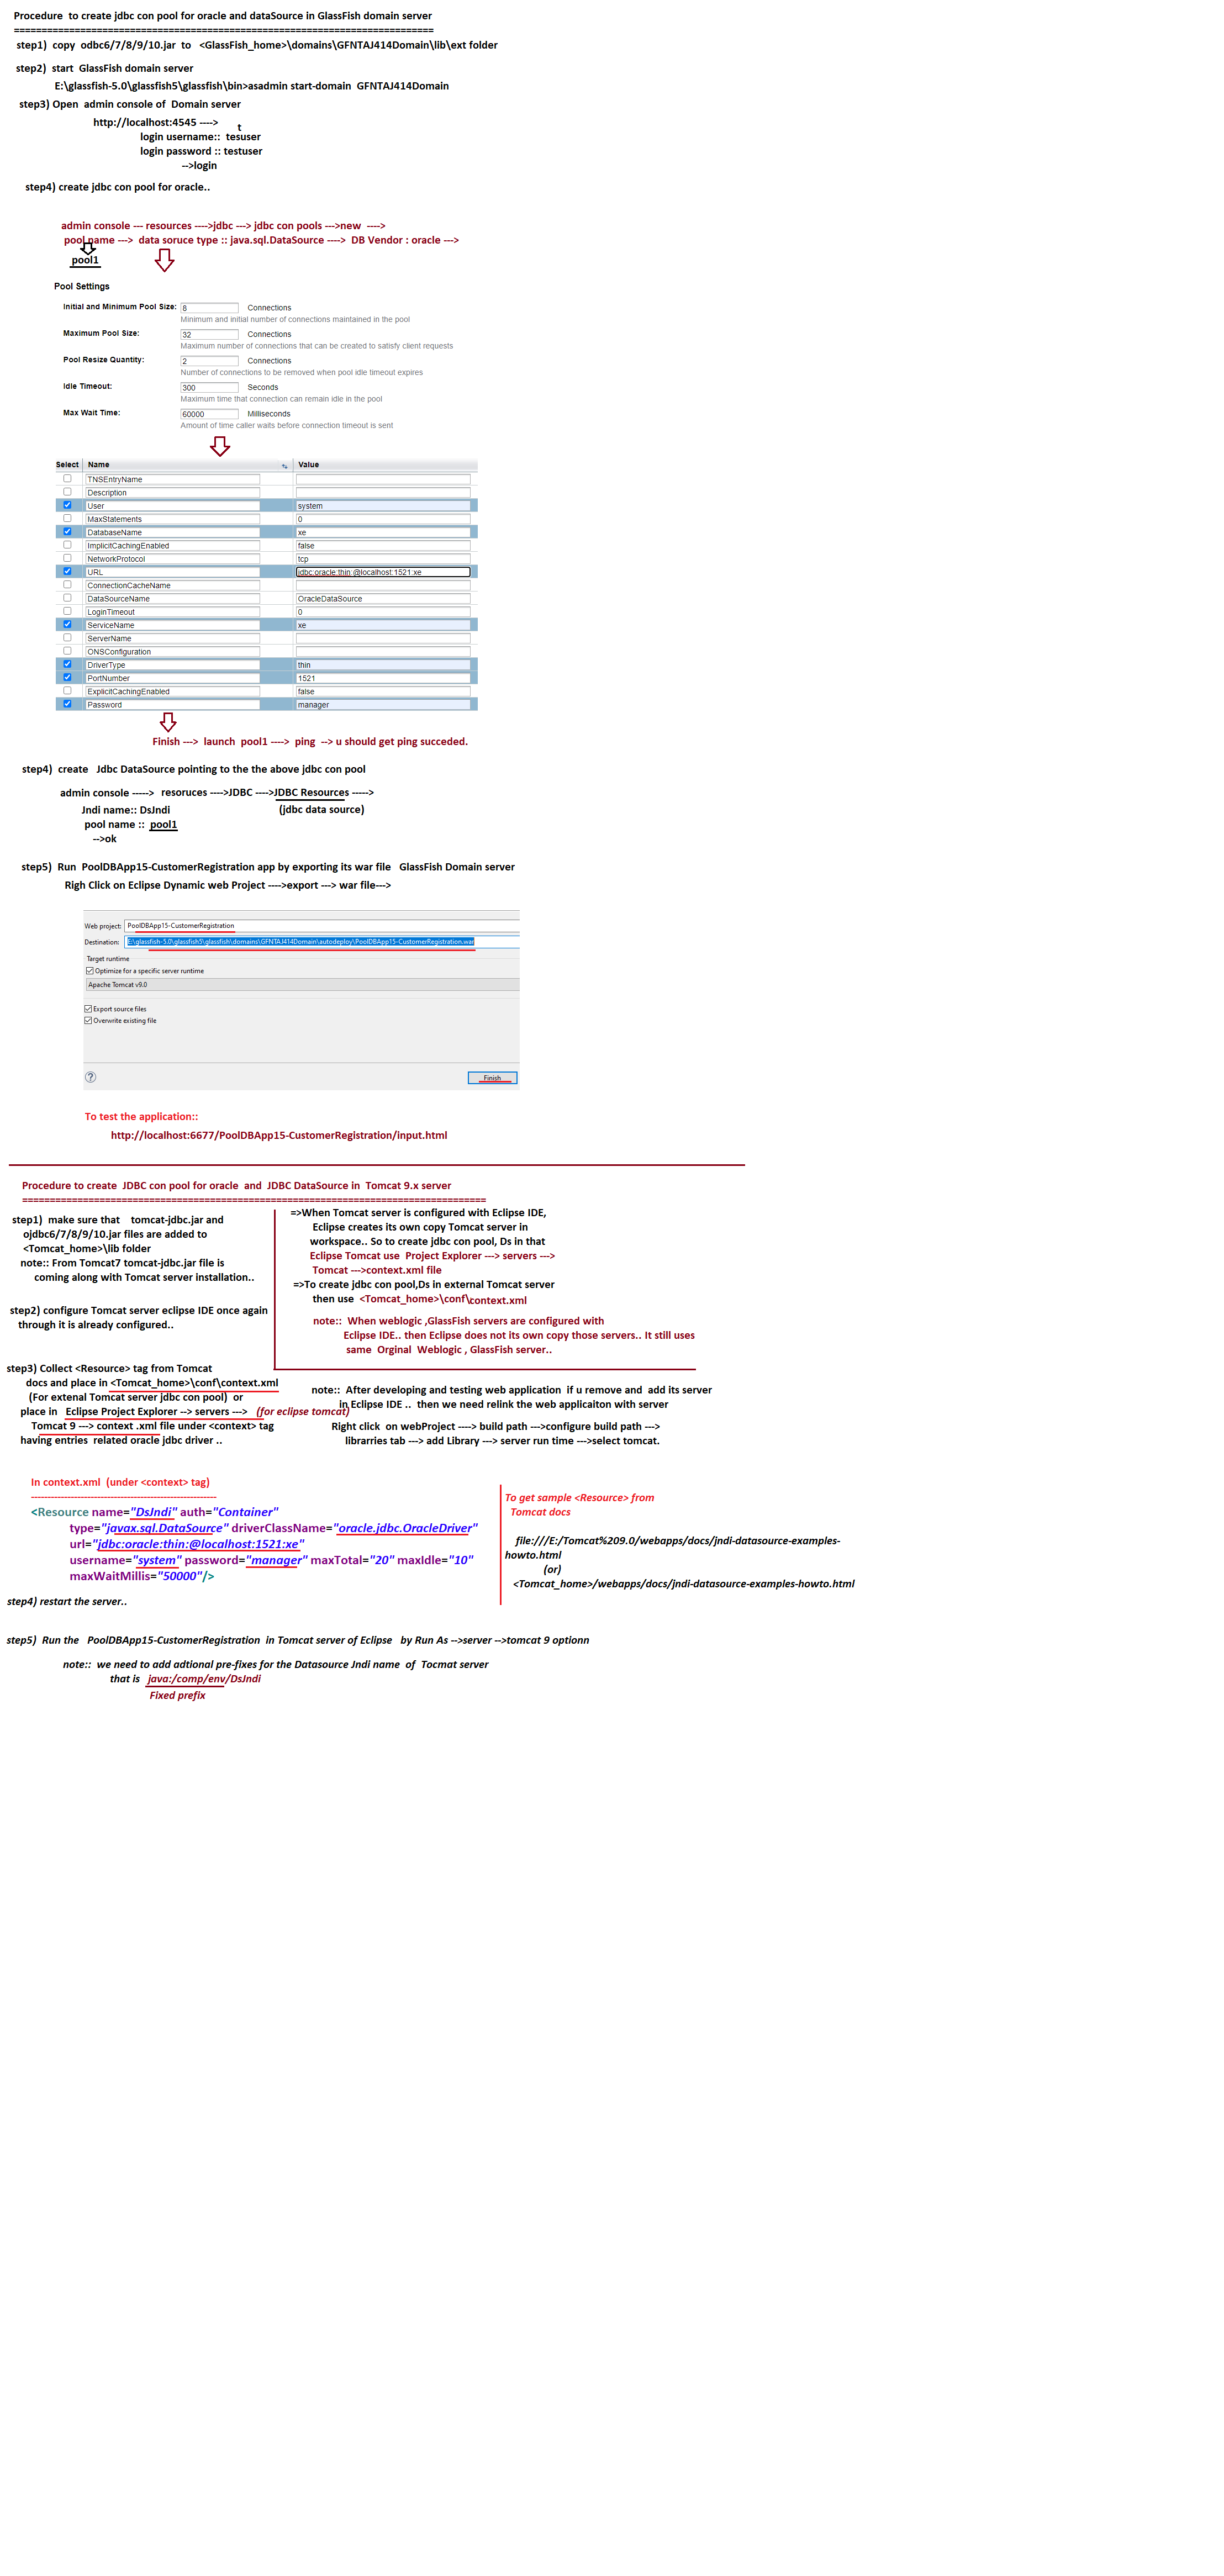 Procedure to create jdbc con pool for oracle and dataSource in GlassFish domain server
==============================================================================
step1) copy odbc6/7/8/9/10.jar to <GlassFish_home>\domains\GFNTAJ414Domain\lib\ext folder
step2) start GlassFish domain server
E:\glassfish-5.0\glassfish5\glassfish\bin>asadmin start-domain GFNTAJ414Domain
step3) Open admin console of Domain server
http://localhost:4545 ---->
t
login username:: tesuser
login password :: testuser
-->login
step4) create jdbc con pool for oracle..
admin console --- resources ---->jdbc ---> jdbc con pools --->new ---->
pool name ---> data soruce type :: java.sql.DataSource ----> DB Vendor : oracle --->
pool1
Pool Settings
Initial and Minimum Pool Size: 8 Connections
Minimum and initial number of connections maintained in the pool
Maximum Pool Size: 32 Connections
Maximum number of connections that can be created to satisfy client requests
Pool Resize Quantity: 2 Connections
Number of connections to be removed when pool idle timeout expires
Idle Timeout: 300 Seconds
Maximum time that connection can remain idle in the pool
Max Wait Time: 60000 Milliseconds
Amount of time caller waits before connection timeout is sent
Select Name Value
TNSEntryName
Description
User system
MaxStatements 0
DatabaseName xe
ImplicitCachingEnabled false
NetworkProtocol tcp
URL jdbc:oracle:thin:@localhost:1521:xe
ConnectionCacheName
DataSourceName OracleDataSource
LoginTimeout 0
ServiceName xe
ServerName
ONSConfiguration
DriverType thin
PortNumber 1521
ExplicitCachingEnabled false
Password manager
Finish ---> launch pool1 ----> ping --> u should get ping succeded.
step4) create Jdbc DataSource pointing to the the above jdbc con pool
admin console -----> resoruces ---->JDBC ---->JDBC Resources ----->
Jndi name:: DsJndi (jdbc data source)
pool name :: pool1
-->ok
step5) Run PoolDBApp15-CustomerRegistration app by exporting its war file GlassFish Domain server
Righ Click on Eclipse Dynamic web Project ---->export ---> war file--->
Web project: PoolDBApp15-CustomerRegistration
Destination: E:\glassfish-5.0\glassfish5\glassfish\domains\GFNTAJ414Domain\autodeploy\PoolDBApp15-CustomerRegistration.war
Target runtime
Optimize for a specific server runtime
Apache Tomcat v9.0
Export source files
Overwrite existing file
? Finish
To test the application::
http://localhost:6677/PoolDBApp15-CustomerRegistration/input.html
Procedure to create JDBC con pool for oracle and JDBC DataSource in Tomcat 9.x server
======================================================================================
step1) make sure that tomcat-jdbc.jar and
ojdbc6/7/8/9/10.jar files are added to
<Tomcat_home>\lib folder
note:: From Tomcat7 tomcat-jdbc.jar file is
coming along with Tomcat server installation..
step2) configure Tomcat server eclipse IDE once again
through it is already configured..
=>When Tomcat server is configured with Eclipse IDE,
Eclipse creates its own copy Tomcat server in
workspace.. So to create jdbc con pool, Ds in that
Eclipse Tomcat use Project Explorer ---> servers --->
Tomcat --->context.xml file
=>To create jdbc con pool,Ds in external Tomcat server
then use <Tomcat_home>\conf\context.xml
note:: When weblogic ,GlassFish servers are configured with
Eclipse IDE.. then Eclipse does not its own copy those servers.. It still uses
same Orginal Weblogic , GlassFish server..
step3) Collect <Resource> tag from Tomcat
docs and place in <Tomcat_home>\conf\context.xml
(For extenal Tomcat server jdbc con pool) or
place in Eclipse Project Explorer --> servers ---> (for eclipse tomcat)
Tomcat 9 ---> context .xml file under <context> tag
having entries related oracle jdbc driver ..
note:: After developing and testing web application if u remove and add its server
in Eclipse IDE .. then we need relink the web applicaiton with server
Right click on webProject ----> build path --->configure build path --->
librarries tab ---> add Library ---> server run time --->select tomcat.
In context.xml (under <context> tag)
----------------------------------------------------------
<Resource name="DsJndi" auth="Container"
type="javax.sql.DataSource" driverClassName="oracle.jdbc.OracleDriver"
url="jdbc:oracle:thin:@localhost:1521:xe"
username="system" password="manager" maxTotal="20" maxIdle="10"
maxWaitMillis="50000"/>
To get sample <Resource> from
Tomcat docs
file:///E:/Tomcat%209.0/webapps/docs/jndi-datasource-examples-
howto.html
(or)
<Tomcat_home>/webapps/docs/jndi-datasource-examples-howto.html
step4) restart the server..
step5) Run the PoolDBApp15-CustomerRegistration in Tomcat server of Eclipse by Run As -->server -->tomcat 9 optionn
note:: we need to add adtional pre-fixes for the Datasource Jndi name of Tocmat server
that is java:/comp/env/DsJndi
Fixed prefix